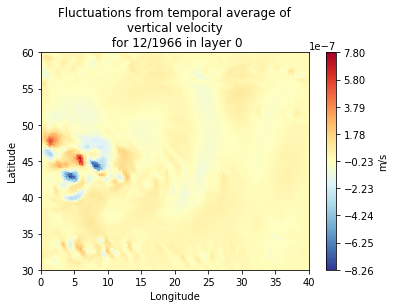 Fluctuations from temporal average of
vertical velocity
for 12/1966 in layer 0
1e−7
60
55
50
45
40
35
30
Latitude
0 5 10 15 20 25 30 35 40
Longitude
7.80
5.79
3.79
1.78
−0.23
−2.23
−4.24
−6.25
−8.26
m/s